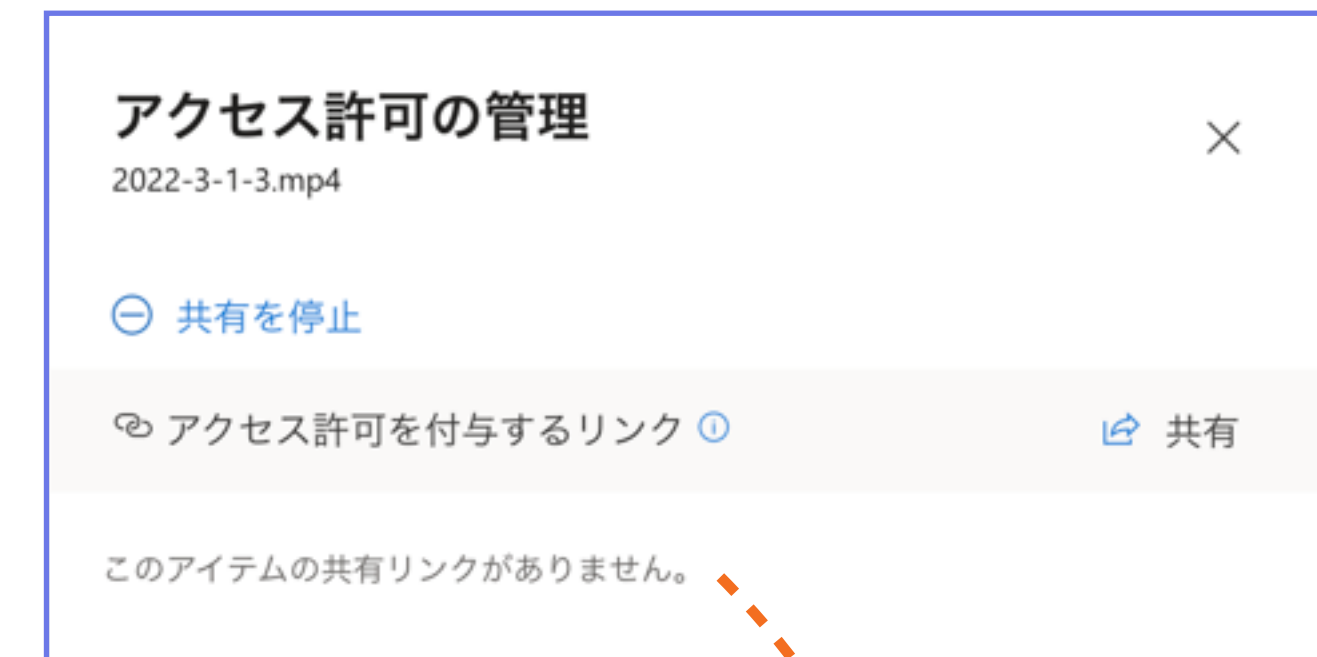 アクセス許可の管理
2022-3-1-3.mp4
共有を停止
アクセス許可を付与するリンク 共有
このアイテムの共有リンクがありません。